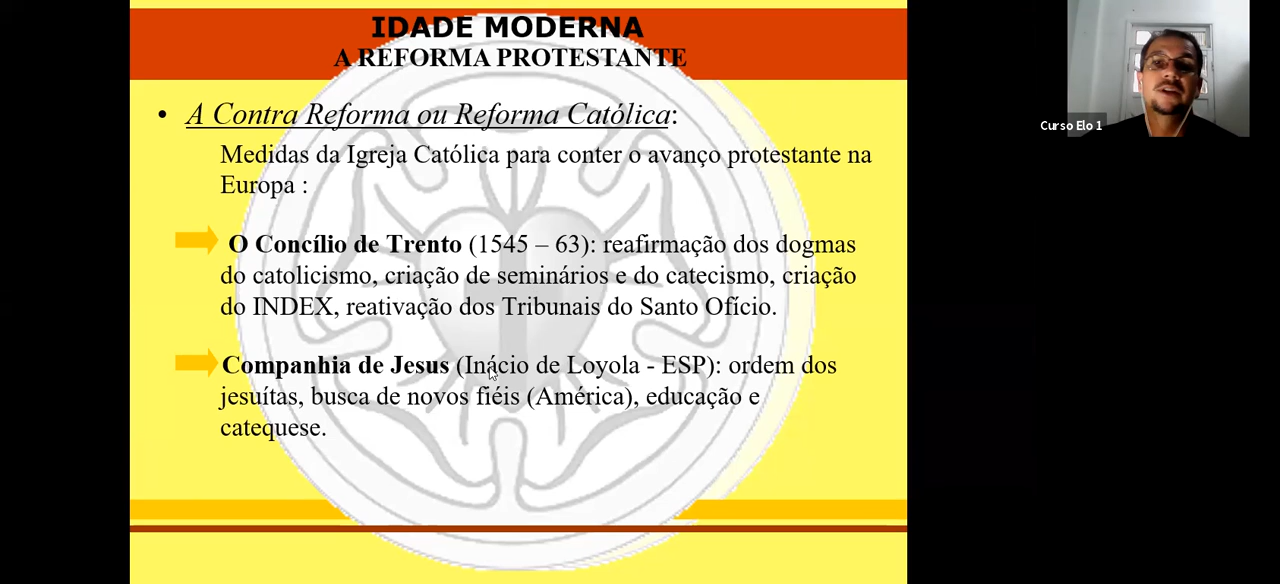 IDADE MODERNA
A REFORMA PROTESTANTE
• A Contra Reforma ou Reforma Católica:
Medidas da Igreja Católica para conter o avanço protestante na
Europa :
O Concílio de Trento (1545 – 63): reafirmação dos dogmas
do catolicismo, criação de seminários e do catecismo, criação
do INDEX, reativação dos Tribunais do Santo Ofício.
Companhia de Jesus (Inácio de Loyola - ESP): ordem dos
jesuítas, busca de novos fiéis (América), educação e
catequese.
Curso Elo 1